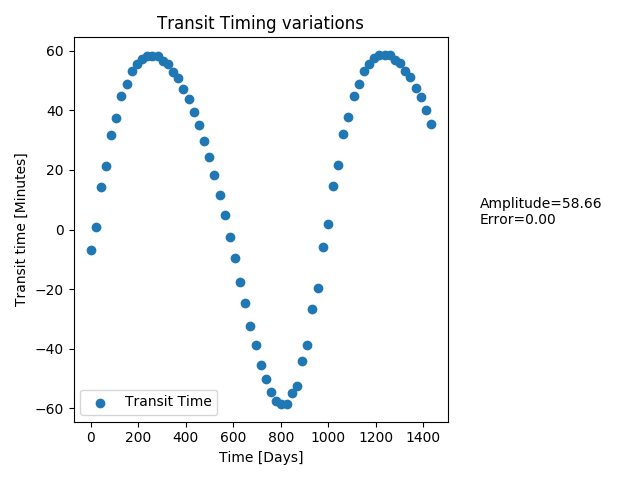 Transit Timing variations
Transit time [Minutes]
60
40
20
0
−20
−40
−60
Transit Time
0 200 400 600 800 1000 1200 1400
Time [Days]
Amplitude=58.66
Error=0.00